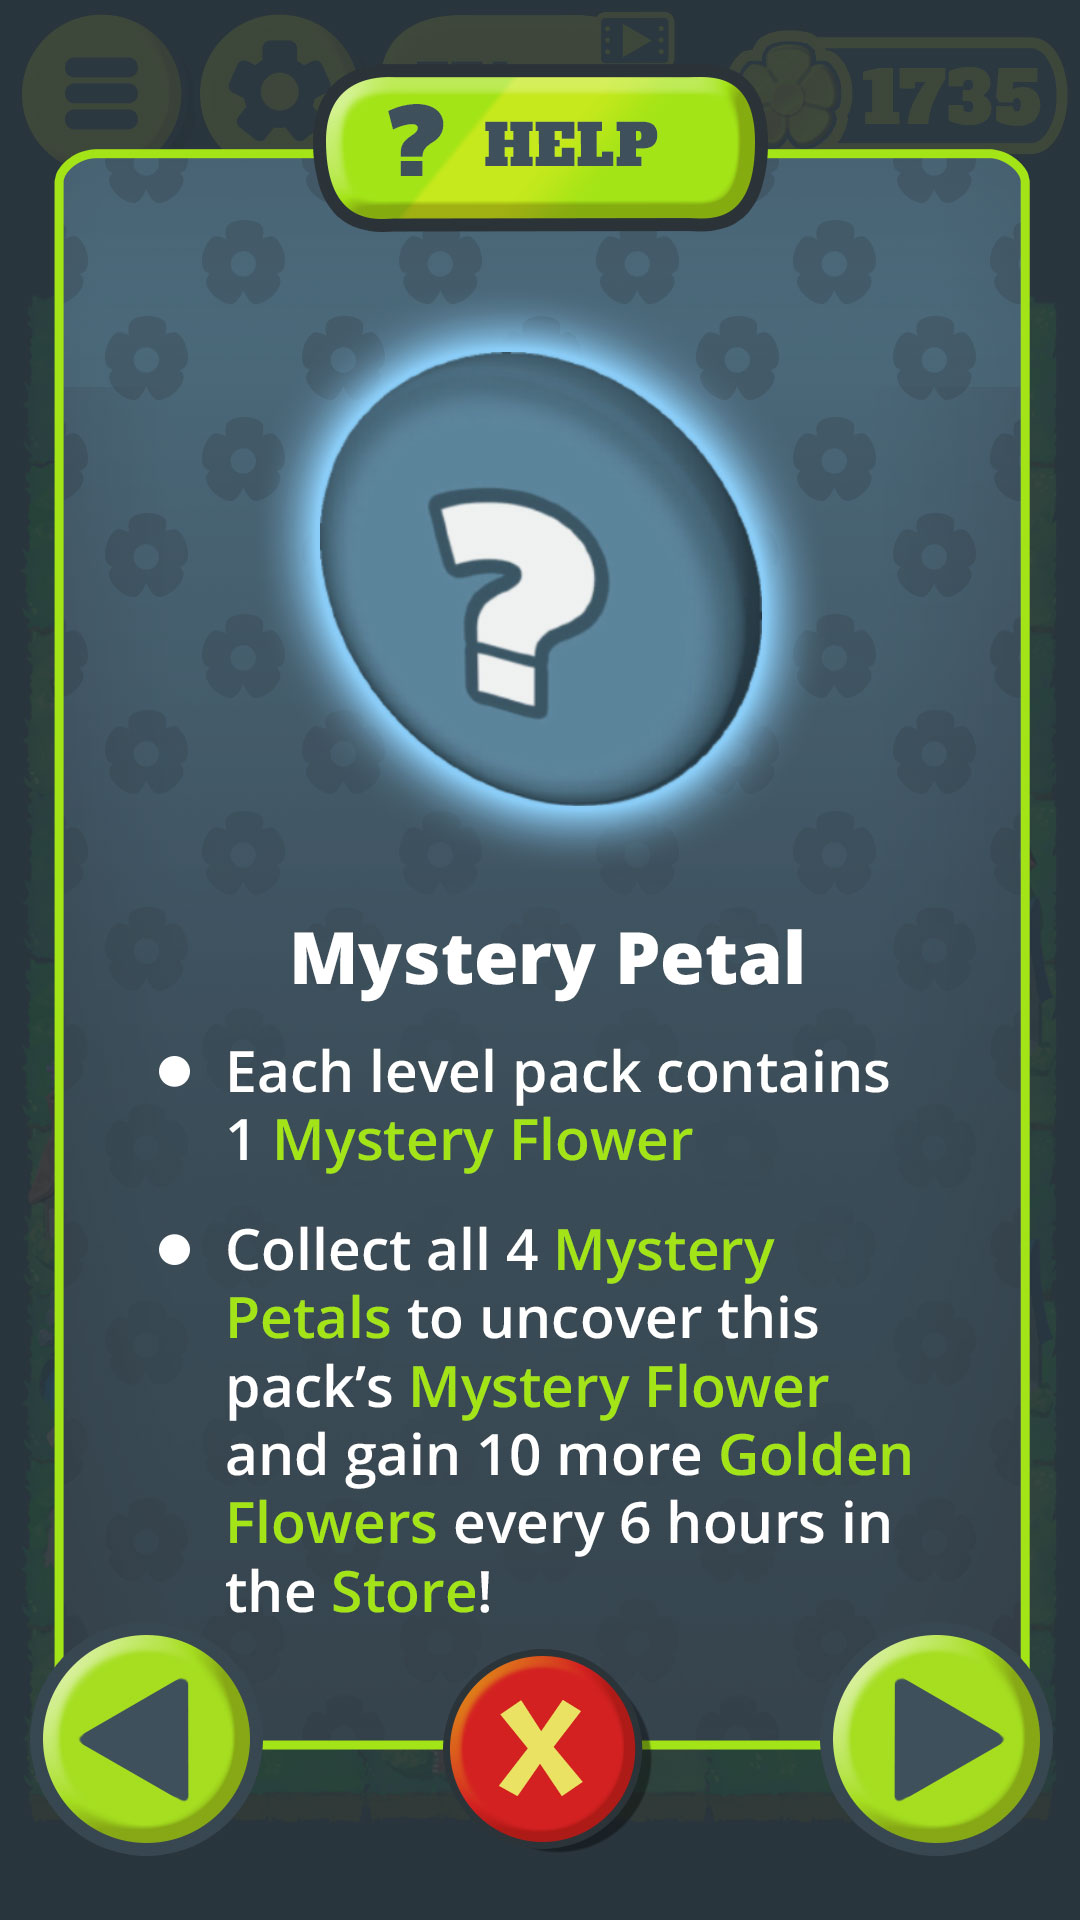 1735
? HELP
?
Mystery Petal
● Each level pack contains
1 Mystery Flower
● Collect all 4 Mystery
Petals to uncover this
pack’s Mystery Flower
and gain 10 more Golden
Flowers every 6 hours in
the Store!
X